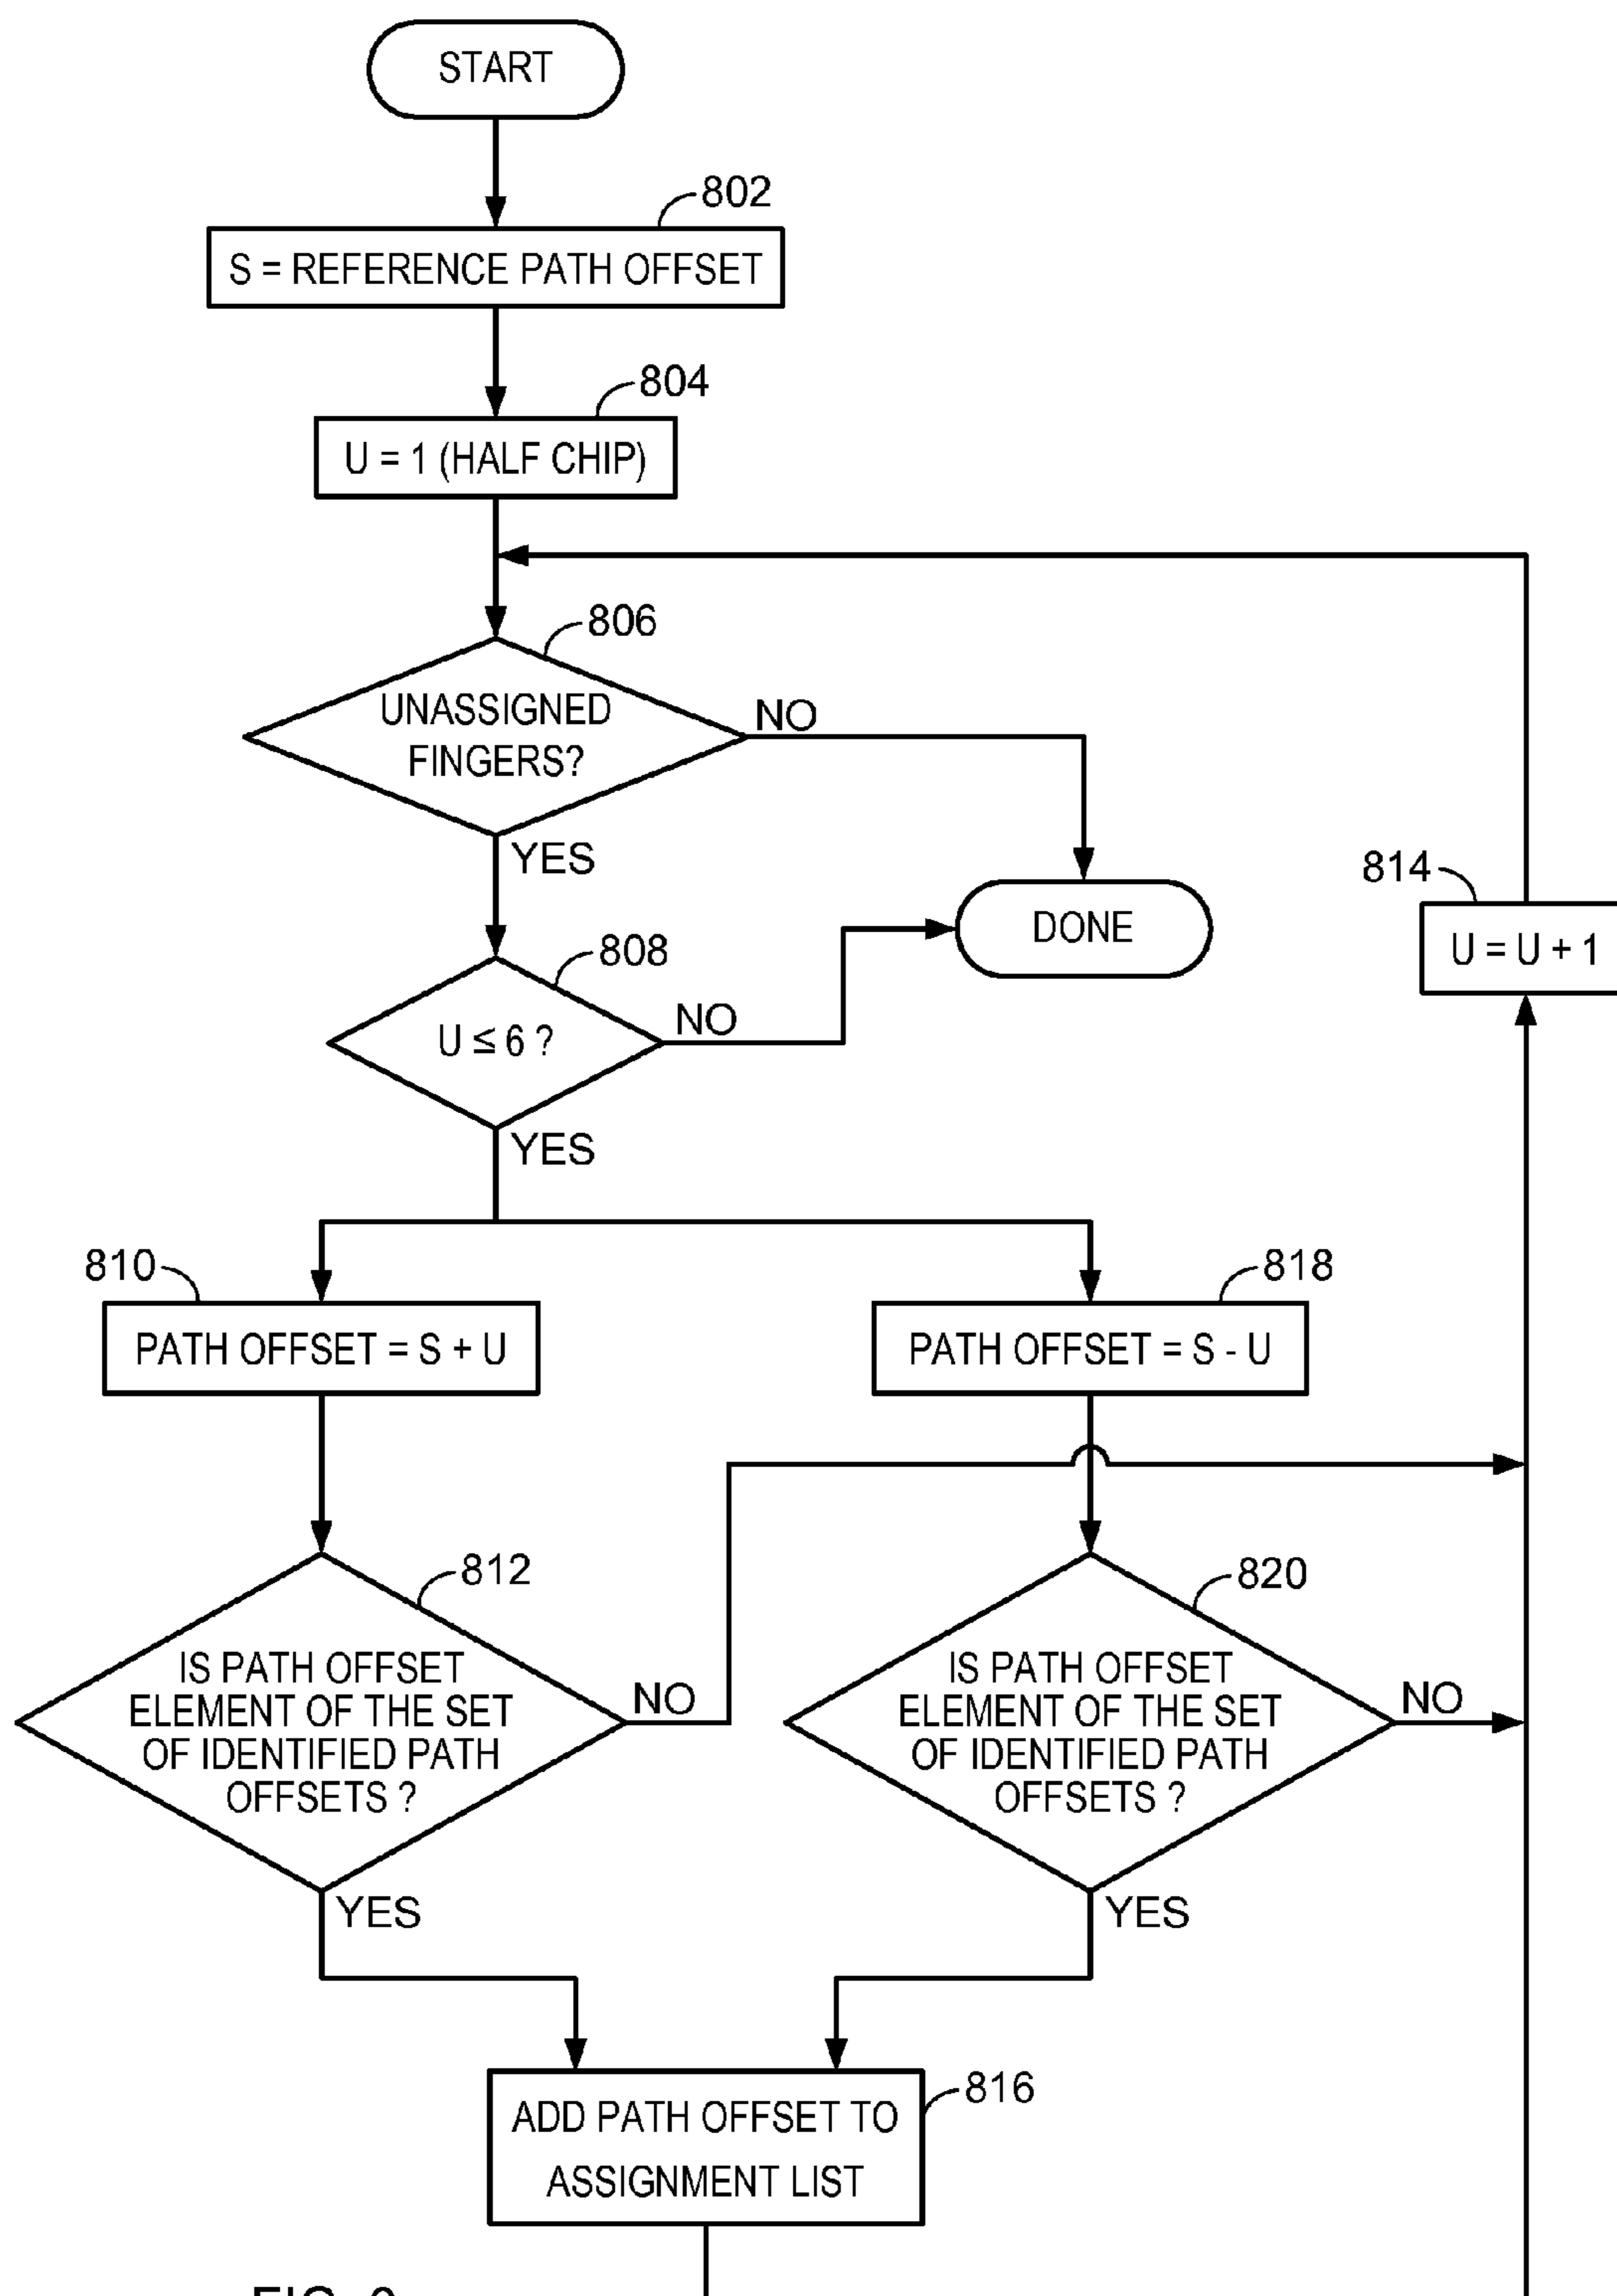 START
802
S = REFERENCE PATH OFFSET
804
U = 1 (HALF CHIP)
806
UNASSIGNED
FINGERS?
NO
YES
814
DONE
U = U + 1
808
U ≤ 6 ?
NO
YES
810
818
PATH OFFSET = S + U
PATH OFFSET = S - U
812
820
IS PATH OFFSET
ELEMENT OF THE SET
OF IDENTIFIED PATH
OFFSETS ?
NO
IS PATH OFFSET
ELEMENT OF THE SET
OF IDENTIFIED PATH
OFFSETS ?
NO
YES
YES
816
ADD PATH OFFSET TO
ASSIGNMENT LIST
FIG.